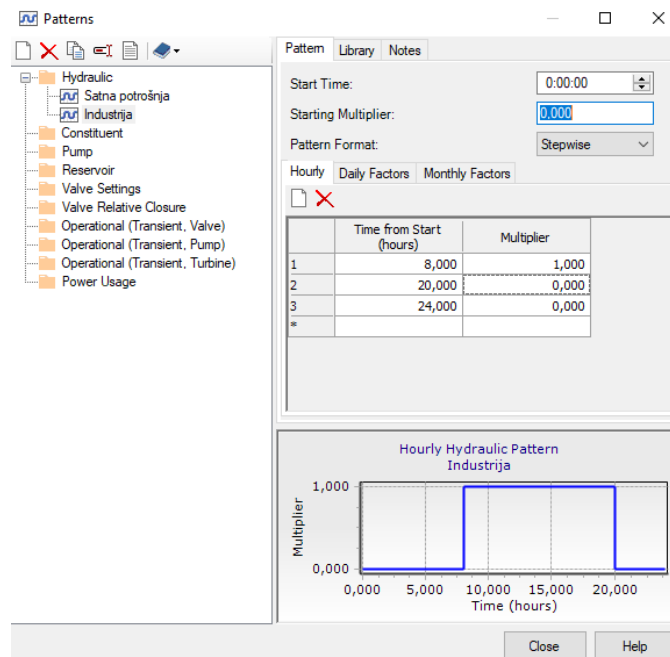 Patterns
Hydraulic
Satna potrošnja
Industrija
Constituent
Pump
Reservoir
Valve Settings
Valve Relative Closure
Operational (Transient, Valve)
Operational (Transient, Pump)
Operational (Transient, Turbine)
Power Usage
Pattern Library Notes
Start Time: 0:00:00
Starting Multiplier: 0,000
Pattern Format: Stepwise
Hourly Daily Factors Monthly Factors
Time from Start
(hours) Multiplier
1 8,000 1,000
2 20,000 0,000
3 24,000 0,000
*
Hourly Hydraulic Pattern
Industrija
1,000
Multiplier
0,000
0,000 5,000 10,000 15,000 20,000
Time (hours)
Close Help